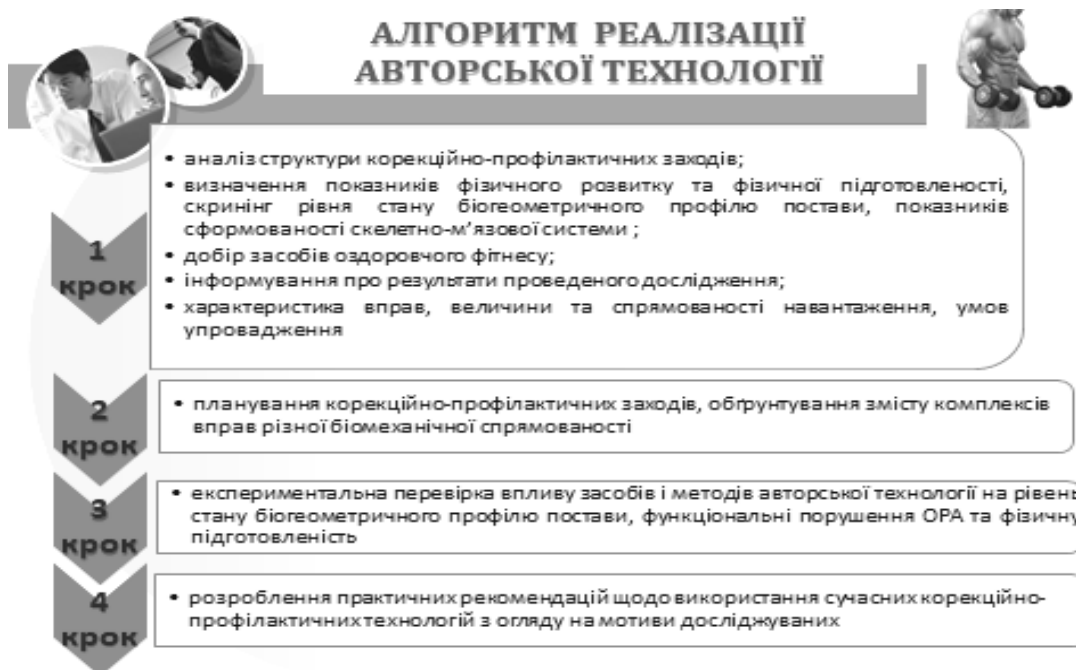 АЛГОРИТМ РЕАЛІЗАЦІЇ
АВТОРСЬКОЇ ТЕХНОЛОГІЇ
1
крок
• аналіз структури корекційно-профілактичних заходів;
• визначення показників фізичного розвитку та фізичної підготовленості,
скринінг рівня стану біогеометричного профілю постави, показників
сформованості скелетно-м’язової системи ;
• добір засобів оздоровчого фітнесу;
• інформування про результати проведеного дослідження;
• характеристика вправ, величини та спрямованості навантаження, умов
упровадження
2
крок
• планування корекційно-профілактичних заходів, обґрунтування змісту комплексів
вправ різної біомеханічної спрямованості
3
крок
• експериментальна перевірка впливу засобів і методів авторської технології на рівень
стану біогеометричного профілю постави, функціональні порушення ОРА та фізичну
підготовленість
4
крок
• розроблення практичних рекомендацій щодо використання сучасних корекційно-
профілактичних технологій з огляду на мотиви досліджуваних